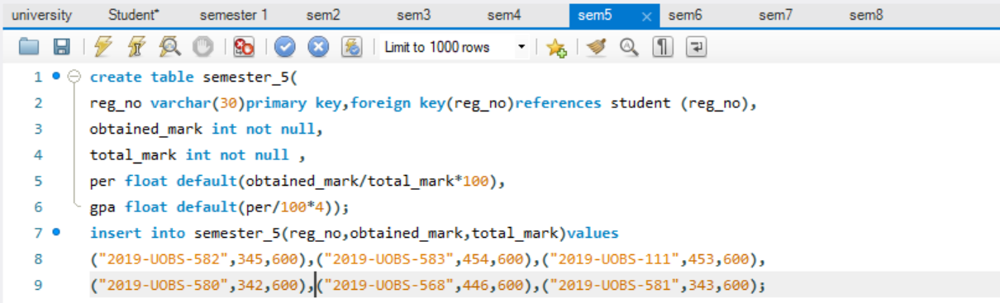 university Student* semester 1 sem2 sem3 sem4 sem5 × sem6 sem7 sem8
Limit to 1000 rows
1 create table semester_5(
2 reg_no varchar(30)primary key,foreign key(reg_no)references student (reg_no),
3 obtained_mark int not null,
4 total_mark int not null ,
5 per float default(obtained_mark/total_mark*100),
6 gpa float default(per/100*4));
7 insert into semester_5(reg_no,obtained_mark,total_mark)values
8 ("2019-UOBS-582",345,600),("2019-UOBS-583",454,600),("2019-UOBS-111",453,600),
9 ("2019-UOBS-580",342,600),("2019-UOBS-568",446,600),("2019-UOBS-581",343,600);